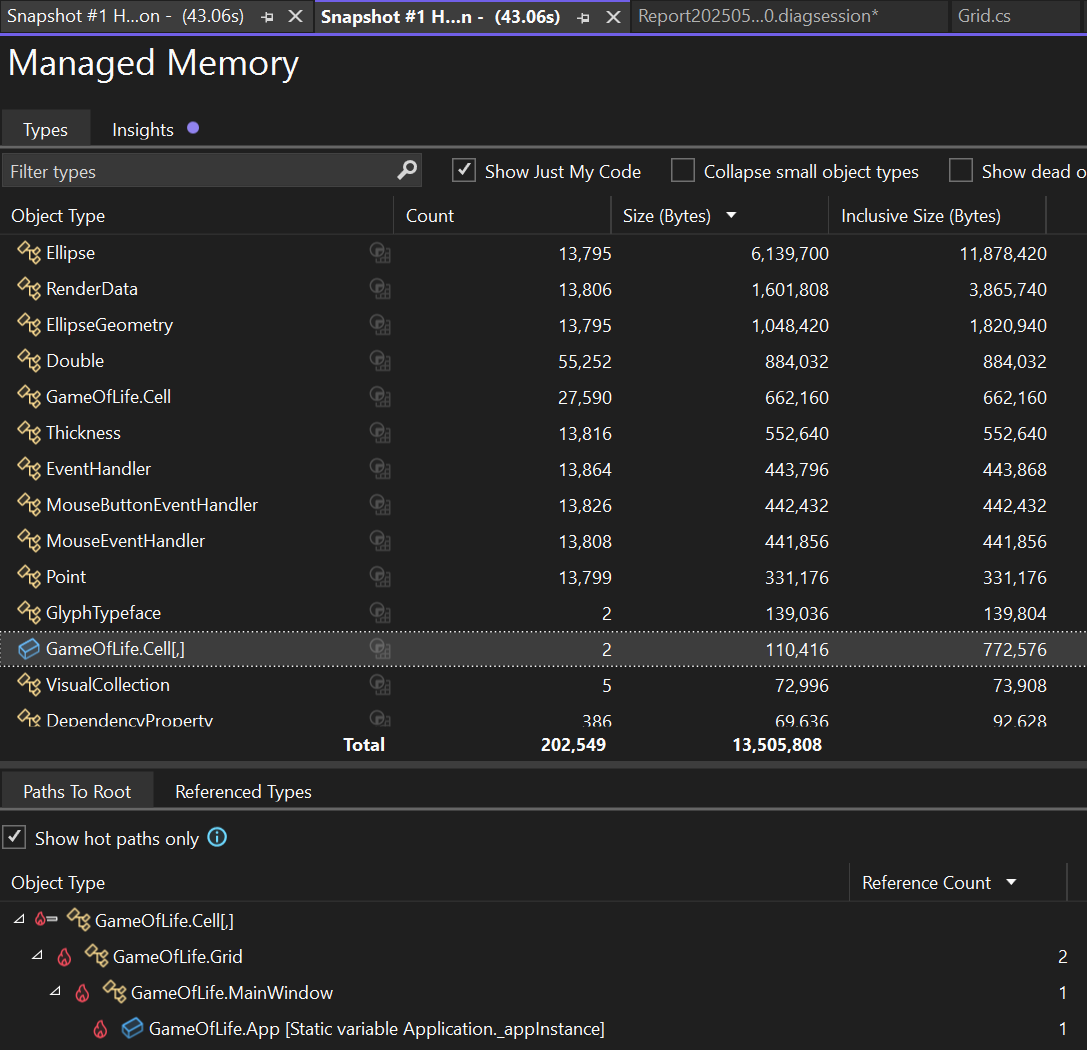 Snapshot #1 H...on - (43.06s) Snapshot #1 H...n - (43.06s) Report202505...0.diagsession* Grid.cs
Managed Memory
Types Insights
Filter types Show Just My Code Collapse small object types Show dead o
Object Type Count Size (Bytes) Inclusive Size (Bytes)
Ellipse 13,795 6,139,700 11,878,420
RenderData 13,806 1,601,808 3,865,740
EllipseGeometry 13,795 1,048,420 1,820,940
Double 55,252 884,032 884,032
GameOfLife.Cell 27,590 662,160 662,160
Thickness 13,816 552,640 552,640
EventHandler 13,864 443,796 443,868
MouseButtonEventHandler 13,826 442,432 442,432
MouseEventHandler 13,808 441,856 441,856
Point 13,799 331,176 331,176
GlyphTypeface 2 139,036 139,804
GameOfLife.Cell[,] 2 110,416 772,576
VisualCollection 5 72,996 73,908
DependencyProperty 386 69,636 92,628
Total 202,549 13,505,808
Paths To Root Referenced Types
Show hot paths only
Object Type Reference Count
GameOfLife.Cell[,]
GameOfLife.Grid 2
GameOfLife.MainWindow 1
GameOfLife.App [Static variable Application._appInstance] 1